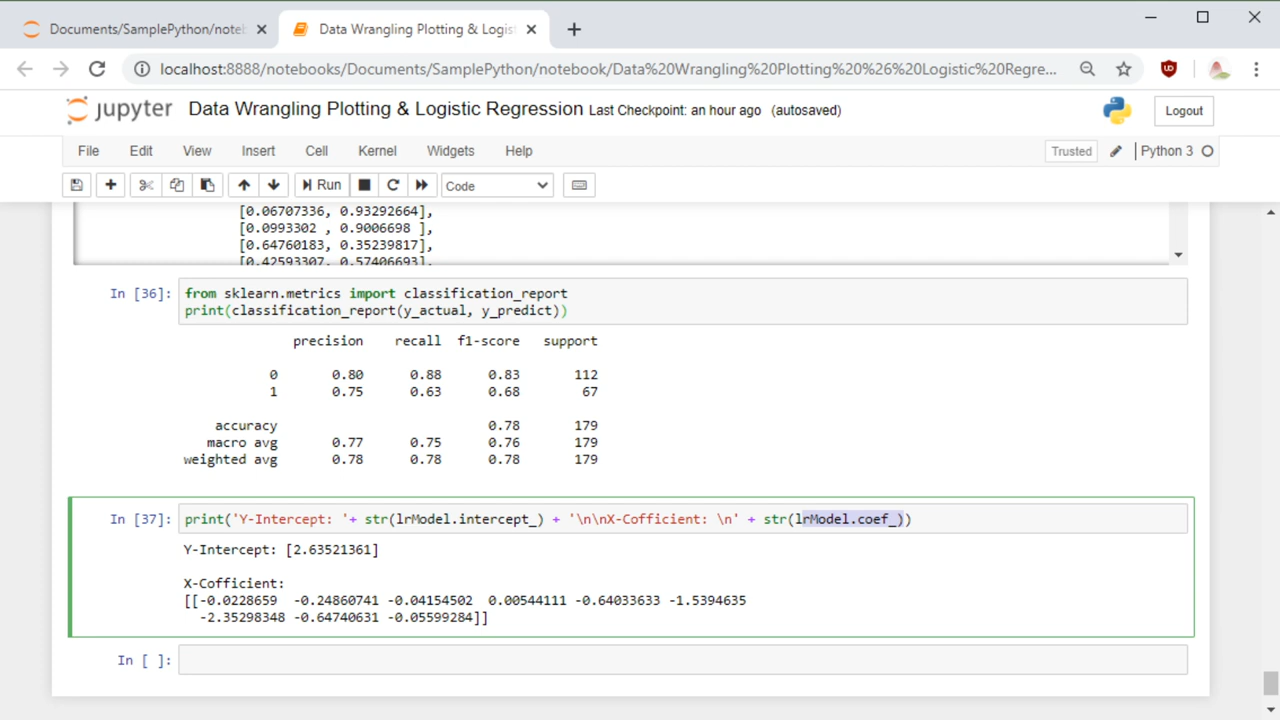 Documents/SamplePython/noteb
Data Wrangling Plotting & Logist
localhost:8888/notebooks/Documents/SamplePython/notebook/Data%20Wrangling%20Plotting%20%26%20Logistic%20Regre...
jupyter Data Wrangling Plotting & Logistic Regression Last Checkpoint: an hour ago (autosaved)
Logout
File Edit View Insert Cell Kernel Widgets Help
Trusted Python 3
Run Code
[0.06707336, 0.93292664],
[0.0993302 , 0.9006698 ],
[0.64760183, 0.35239817],
[0.42593307, 0.57406693],
In [36]: from sklearn.metrics import classification_report
print(classification_report(y_actual, y_predict))
precision recall f1-score support
0 0.80 0.88 0.83 112
1 0.75 0.63 0.68 67
accuracy 0.78 179
macro avg 0.77 0.75 0.76 179
weighted avg 0.78 0.78 0.78 179
In [37]: print('Y-Intercept: '+ str(lrModel.intercept_) + '\n\nX-Cofficient: \n' + str(lrModel.coef_))
Y-Intercept: [2.63521361]
X-Cofficient:
[[-0.0228659 -0.24860741 -0.04154502 0.00544111 -0.64033633 -1.5394635
-2.35298348 -0.64740631 -0.05599284]]
In [ ]: